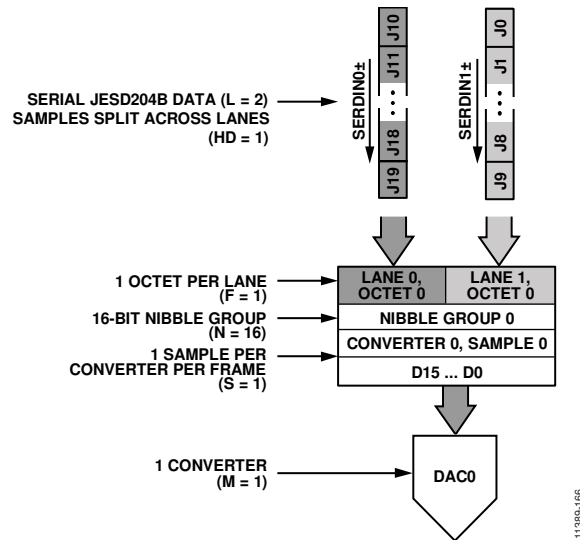 J10
J11
J18
J19
SERDIN0±
J0
J1
J8
J9
SERDIN1±
SERIAL JESD204B DATA (L = 2)
SAMPLES SPLIT ACROSS LANES
(HD = 1)
1 OCTET PER LANE
(F = 1)
LANE 0,
OCTET 0
LANE 1,
OCTET 0
16-BIT NIBBLE GROUP
(N = 16)
NIBBLE GROUP 0
1 SAMPLE PER
CONVERTER PER FRAME
(S = 1)
CONVERTER 0, SAMPLE 0
D15 ... D0
1 CONVERTER
(M = 1)
DAC0
11389-166